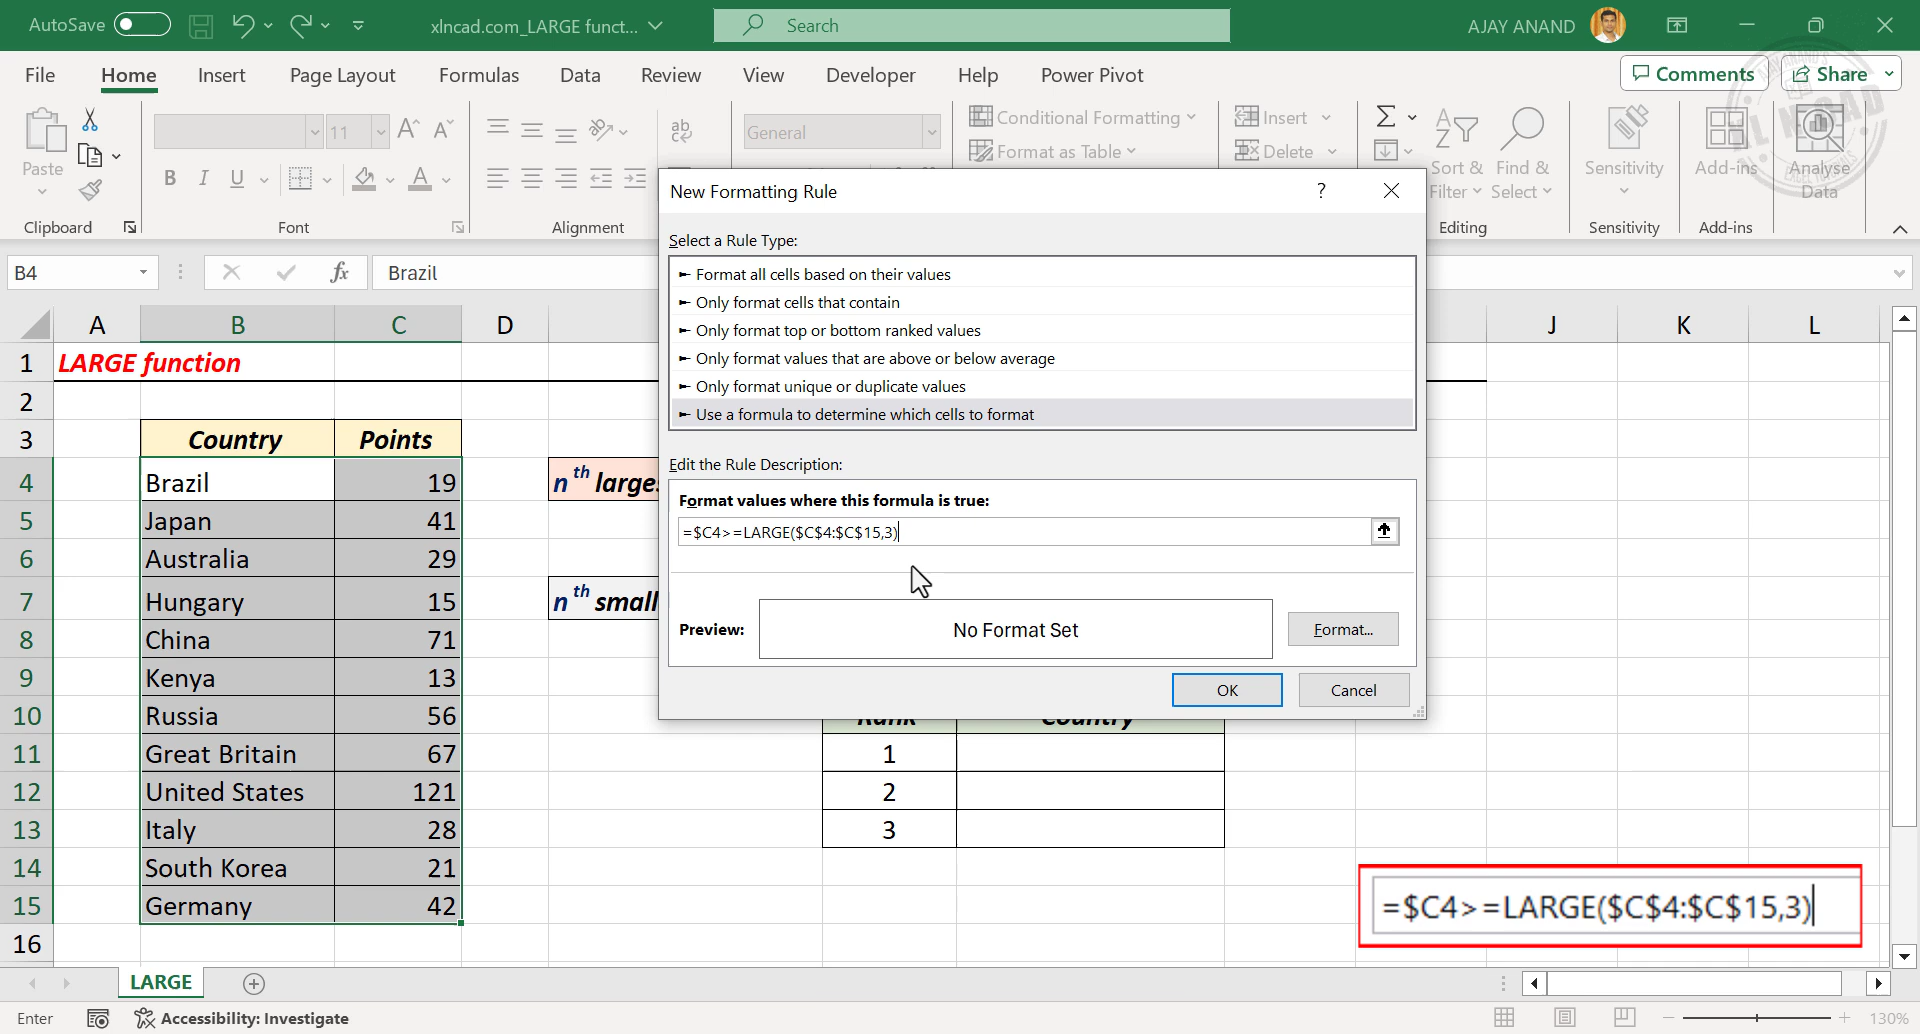 AutoSave
xlncad.com_LARGE funct...
Search
AJAY ANAND
File Home Insert Page Layout Formulas Data Review View Developer Help Power Pivot
Comments
Share
Paste
Clipboard
11
B I U
Font
ab
Alignment
General
Conditional Formatting
Format as Table
Insert
Delete
Sort & Filter
Find & Select
Editing
Sensitivity
Sensitivity
Add-ins
Add-ins
Analyse Data
B4
fx
Brazil
New Formatting Rule
?
Select a Rule Type:
► Format all cells based on their values
► Only format cells that contain
► Only format top or bottom ranked values
► Only format values that are above or below average
► Only format unique or duplicate values
► Use a formula to determine which cells to format
Edit the Rule Description:
Format values where this formula is true:
=$C4>=LARGE($C$4:$C$15,3)
Preview:
No Format Set
Format...
OK
Cancel
A B C D J K L
1 LARGE function
2
3 Country Points
4 Brazil 19
5 Japan 41
6 Australia 29
7 Hungary 15
8 China 71
9 Kenya 13
10 Russia 56
11 Great Britain 67
12 United States 121
13 Italy 28
14 South Korea 21
15 Germany 42
16
n th
n th
Rank Country
1
2
3
=$C4>=LARGE($C$4:$C$15,3)
LARGE
Enter
Accessibility: Investigate
130%